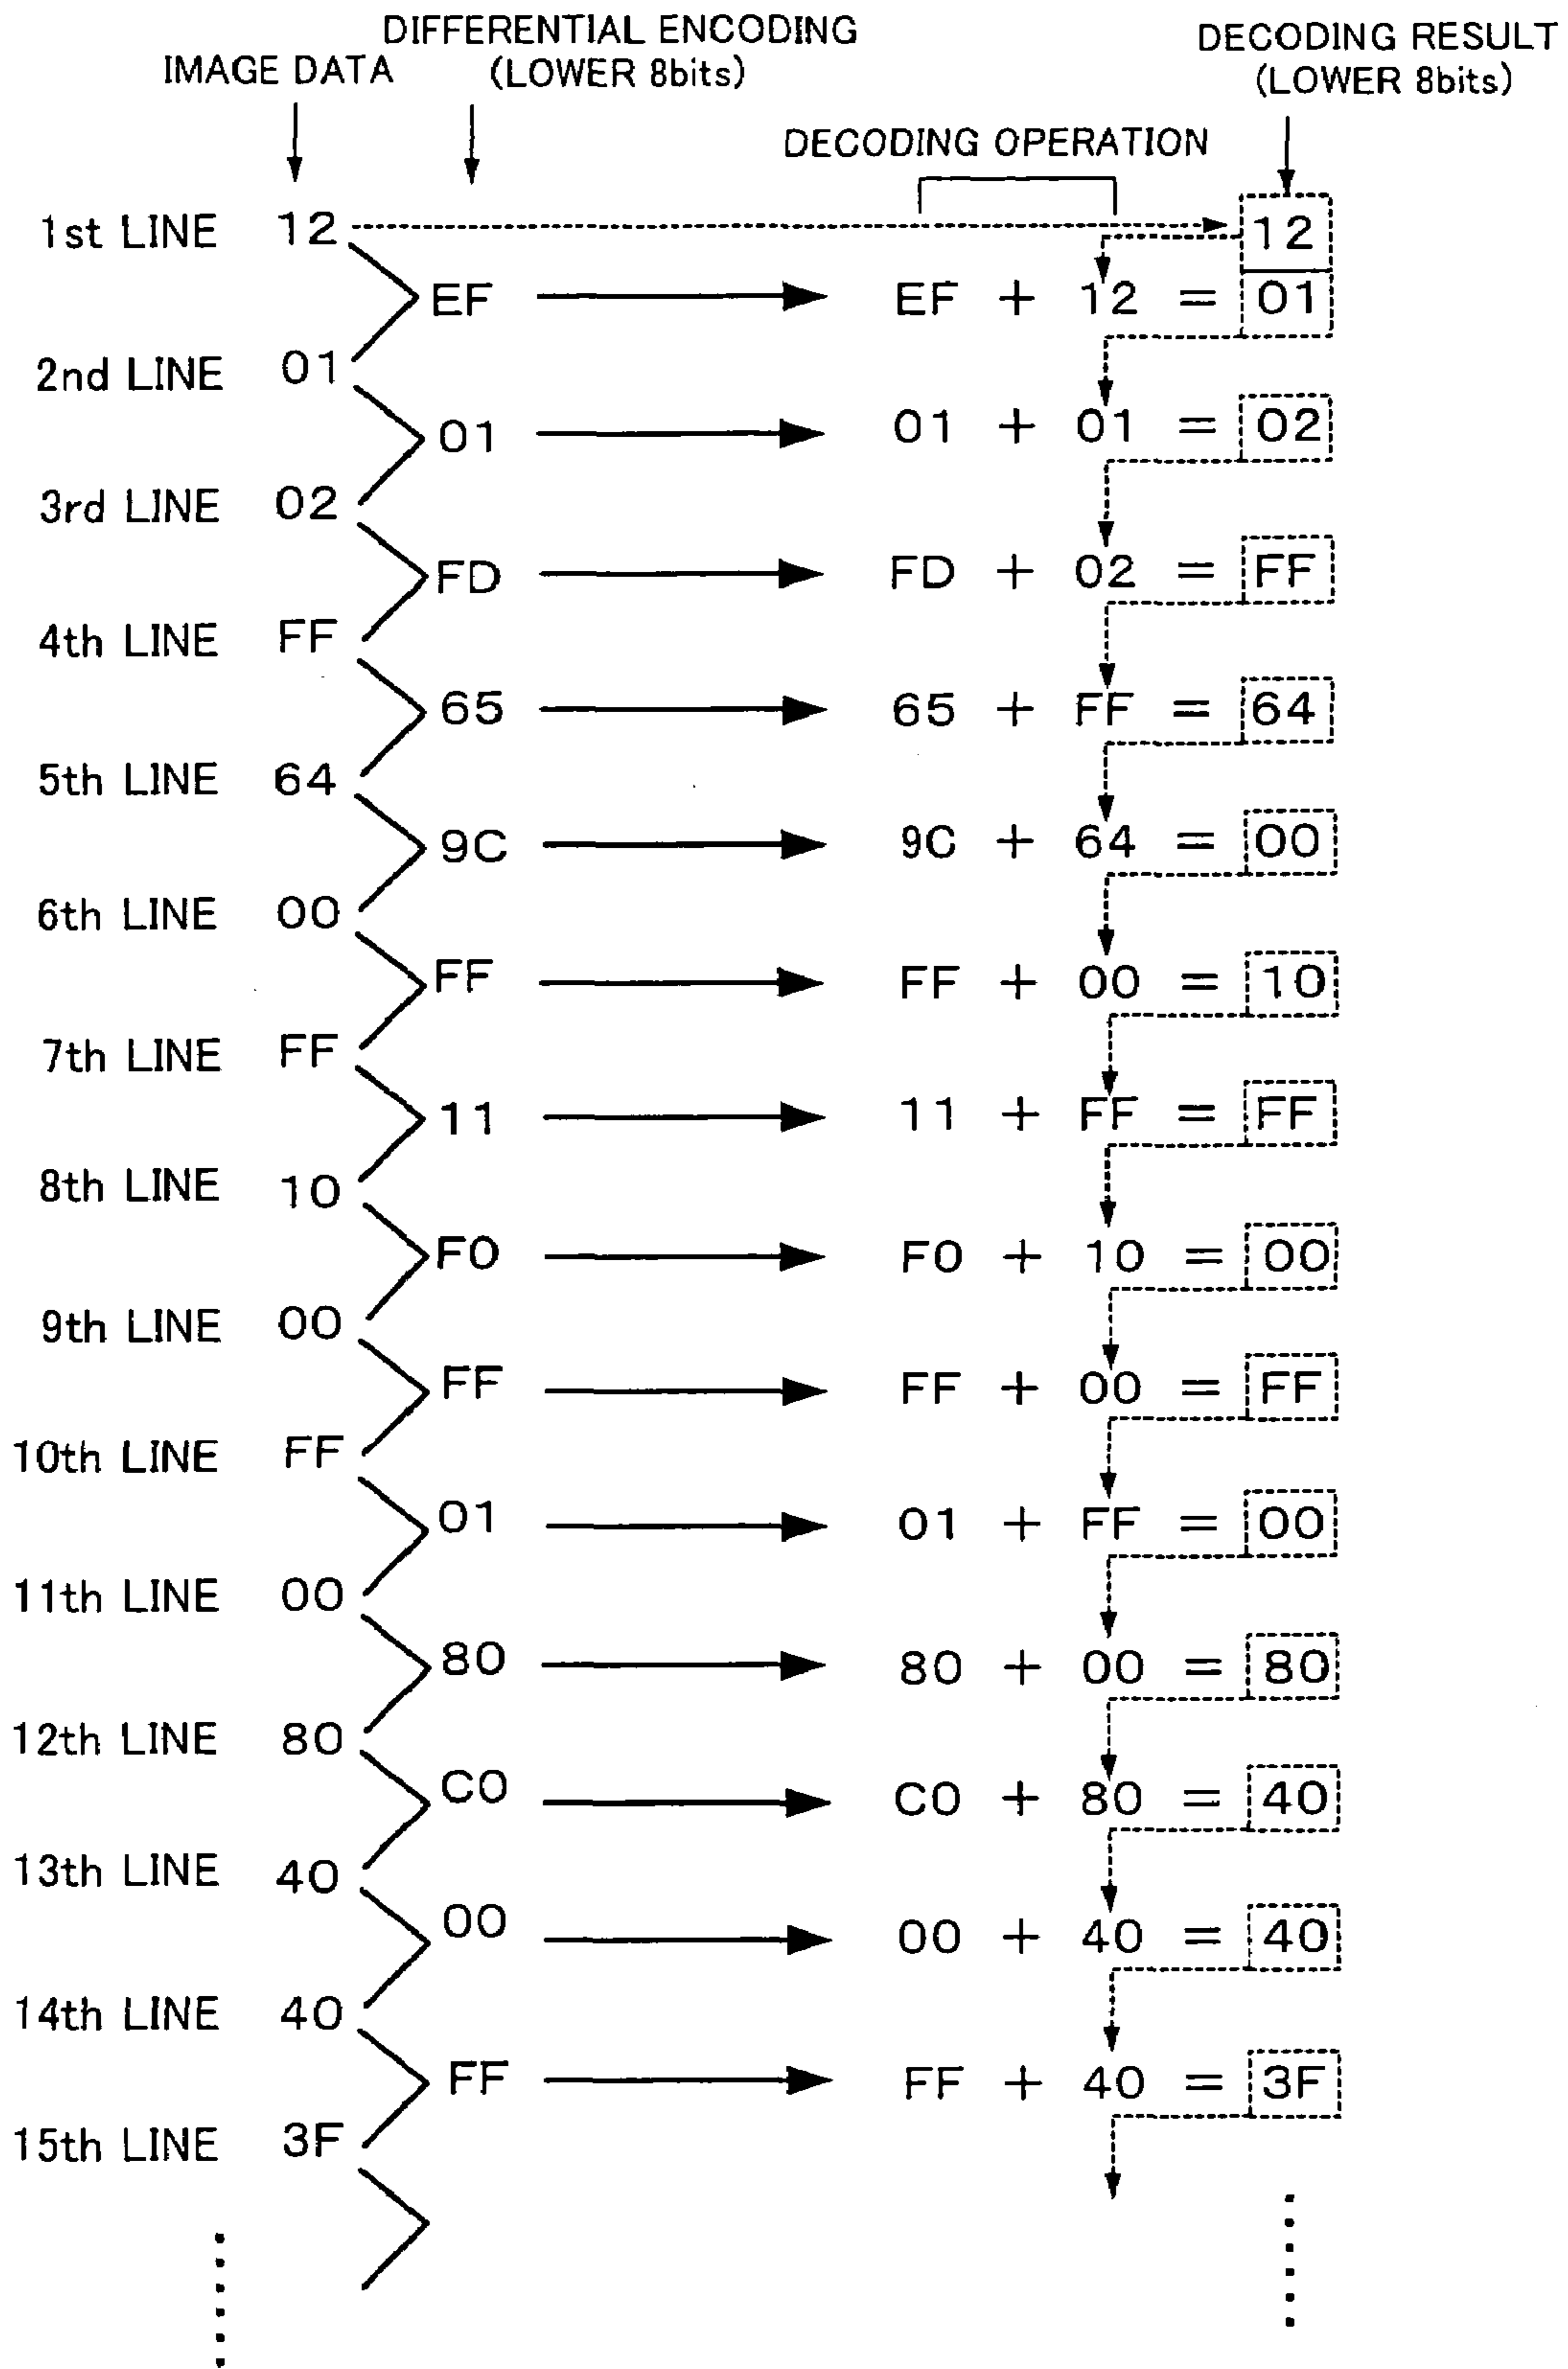 DIFFERENTIAL ENCODING
(LOWER 8bits)
IMAGE DATA
DECODING RESULT
(LOWER 8bits)
DECODING OPERATION
1st LINE 12 12
EF EF + 12 = 01
2nd LINE 01
01 01 + 01 = 02
3rd LINE 02
FD FD + 02 = FF
4th LINE FF
65 65 + FF = 64
5th LINE 64
9C 9C + 64 = 00
6th LINE 00
FF FF + 00 = 10
7th LINE FF
11 11 + FF = FF
8th LINE 10
F0 F0 + 10 = 00
9th LINE 00
FF FF + 00 = FF
10th LINE FF
01 01 + FF = 00
11th LINE 00
80 80 + 00 = 80
12th LINE 80
C0 C0 + 80 = 40
13th LINE 40
00 00 + 40 = 40
14th LINE 40
FF FF + 40 = 3F
15th LINE 3F